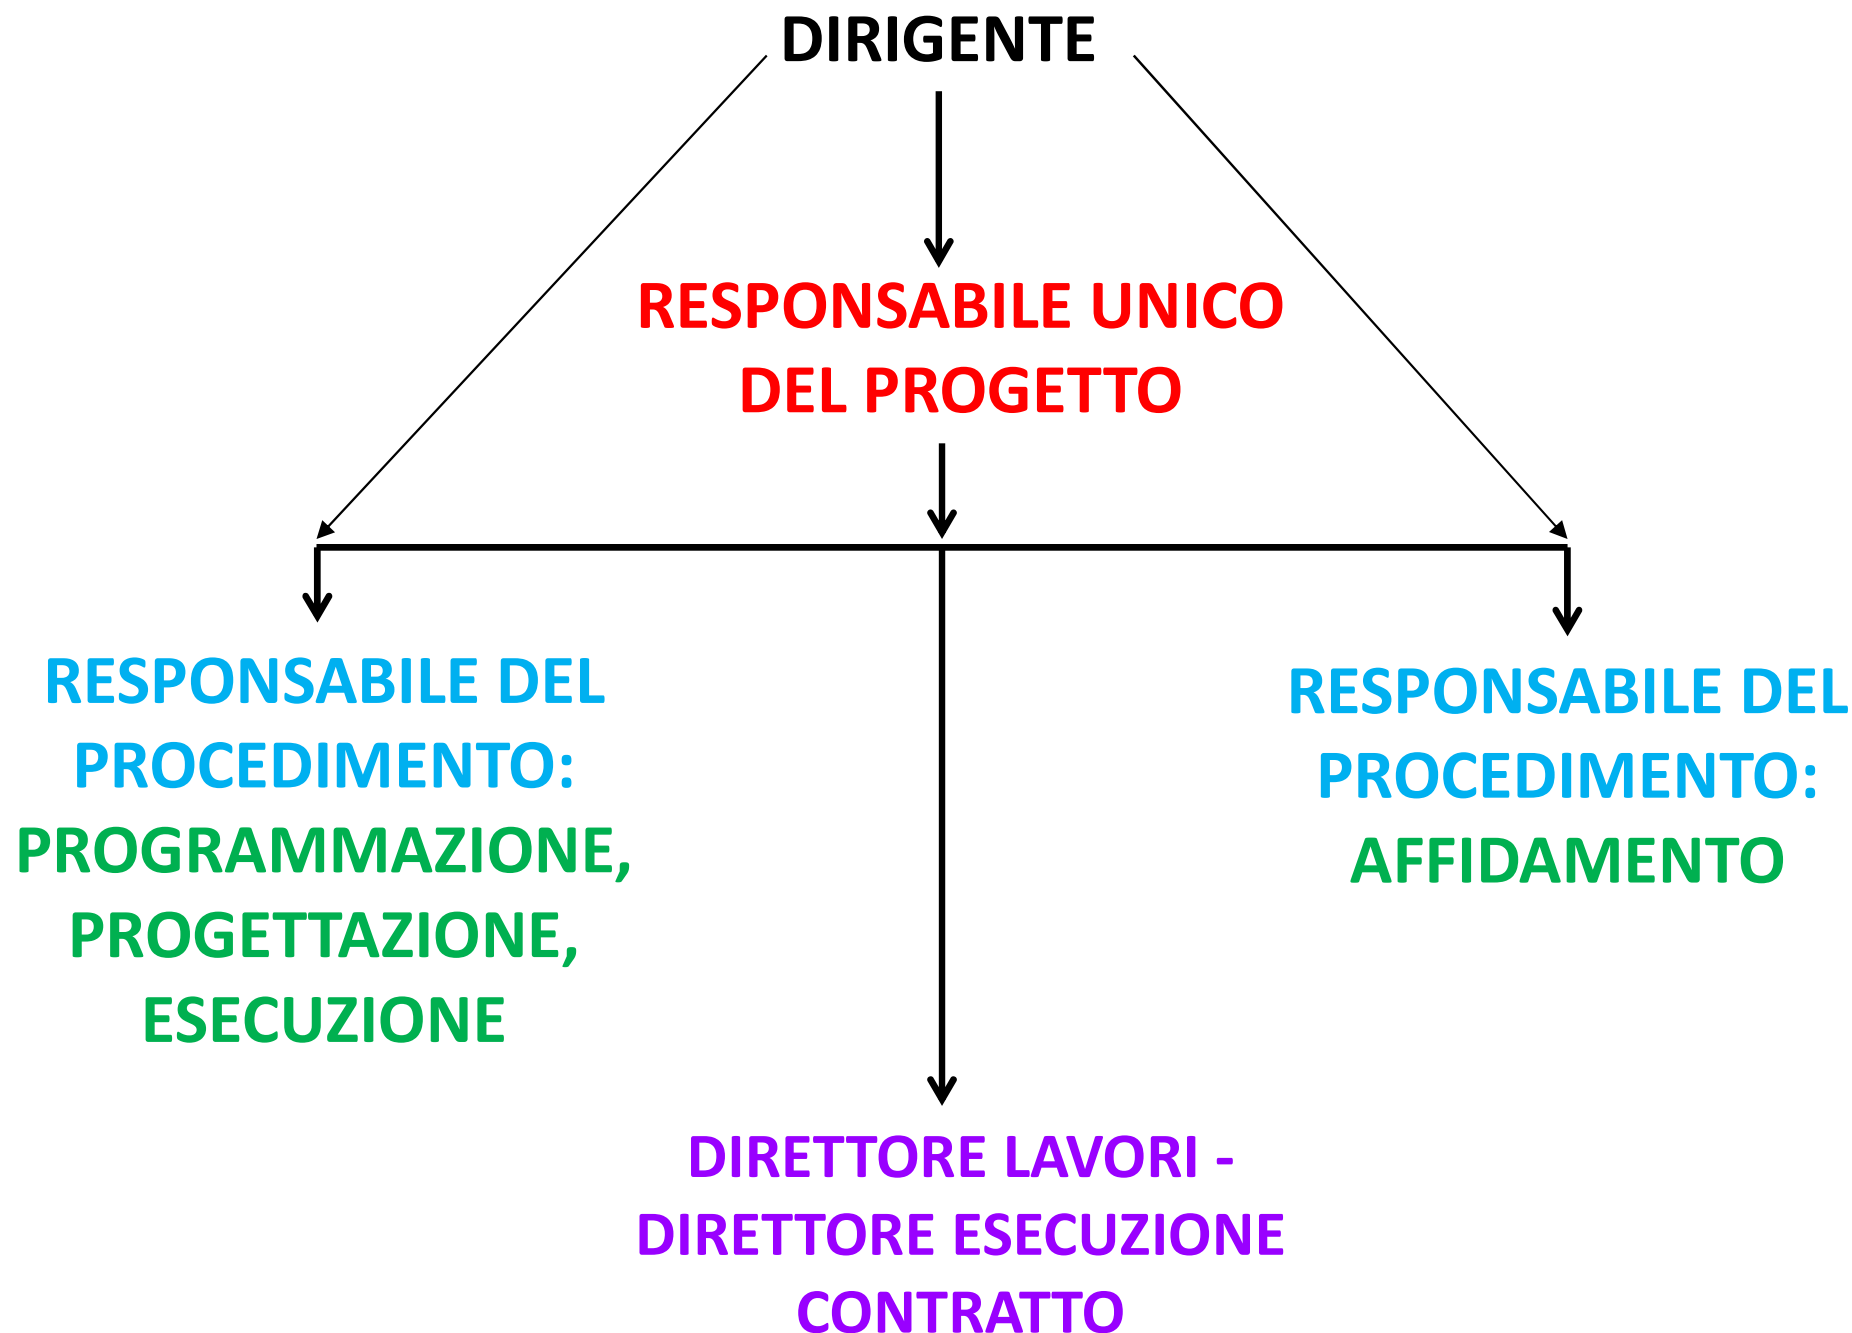 DIRIGENTE
RESPONSABILE UNICO
DEL PROGETTO
RESPONSABILE DEL
PROCEDIMENTO:
PROGRAMMAZIONE,
PROGETTAZIONE,
ESECUZIONE
RESPONSABILE DEL
PROCEDIMENTO:
AFFIDAMENTO
DIRETTORE LAVORI -
DIRETTORE ESECUZIONE
CONTRATTO